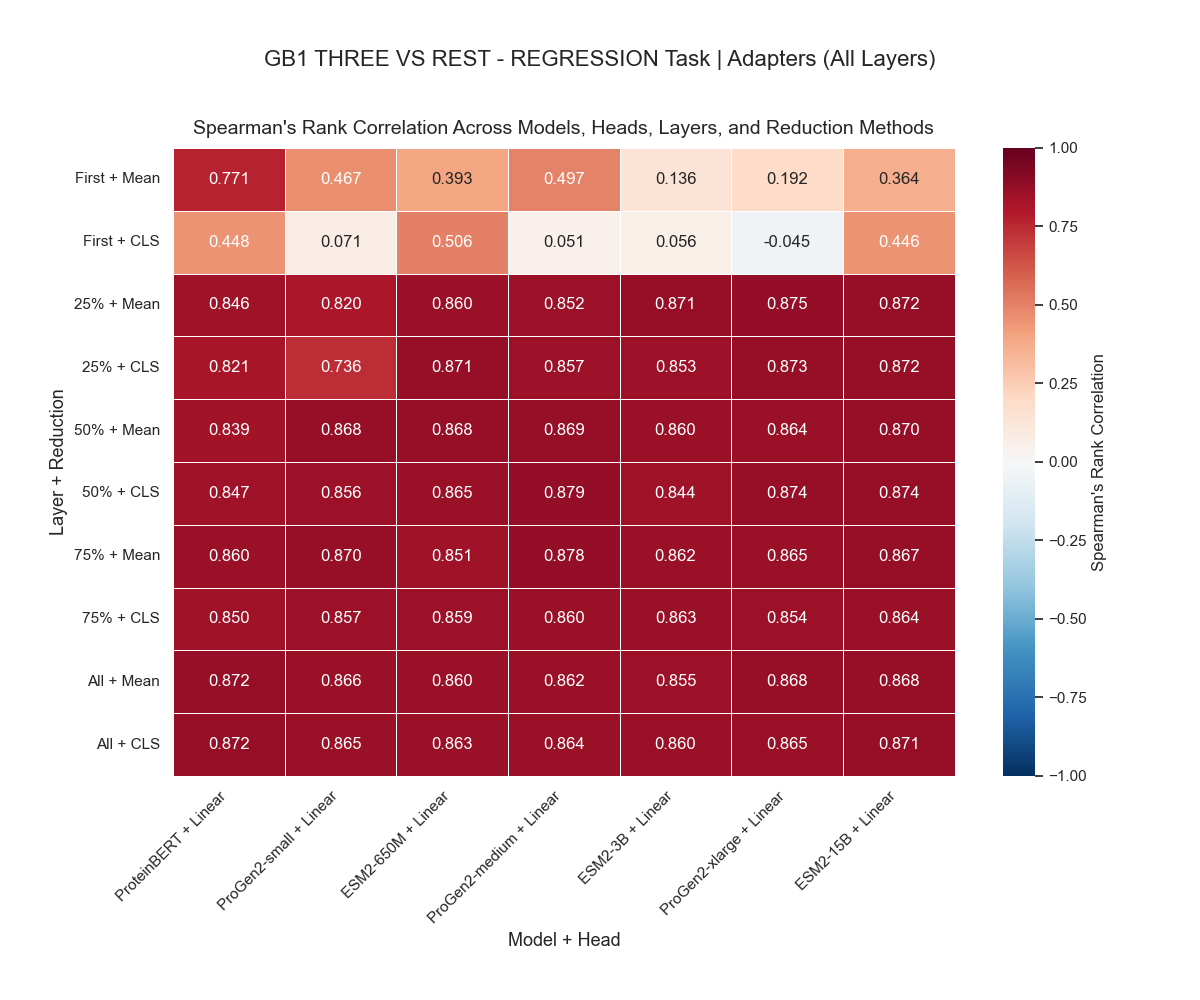 GB1 THREE VS REST - REGRESSION Task | Adapters (All Layers)
Spearman's Rank Correlation Across Models, Heads, Layers, and Reduction Methods
Layer + Reduction
First + Mean 0.771 0.467 0.393 0.497 0.136 0.192 0.364
First + CLS 0.448 0.071 0.506 0.051 0.056 -0.045 0.446
25% + Mean 0.846 0.820 0.860 0.852 0.871 0.875 0.872
25% + CLS 0.821 0.736 0.871 0.857 0.853 0.873 0.872
50% + Mean 0.839 0.868 0.868 0.869 0.860 0.864 0.870
50% + CLS 0.847 0.856 0.865 0.879 0.844 0.874 0.874
75% + Mean 0.860 0.870 0.851 0.878 0.862 0.865 0.867
75% + CLS 0.850 0.857 0.859 0.860 0.863 0.854 0.864
All + Mean 0.872 0.866 0.860 0.862 0.855 0.868 0.868
All + CLS 0.872 0.865 0.863 0.864 0.860 0.865 0.871
ProteinBERT + Linear
ProGen2-small + Linear
ESM2-650M + Linear
ProGen2-medium + Linear
ESM2-3B + Linear
ProGen2-xlarge + Linear
ESM2-15B + Linear
Model + Head
1.00
0.75
0.50
0.25
0.00
−0.25
−0.50
−0.75
−1.00
Spearman's Rank Correlation